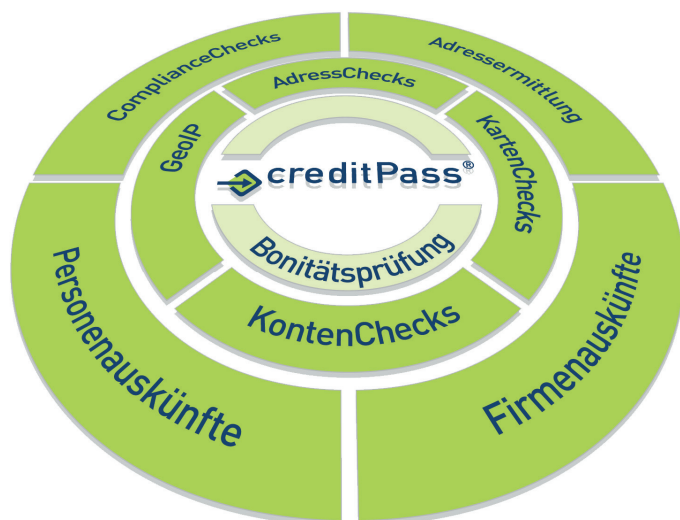 ComplianceChecks
Adressermittlung
AdressChecks
GeoIP
KartenChecks
creditPass®
Bonitätsprüfung
KontenChecks
Personenauskünfte
Firmenauskünfte